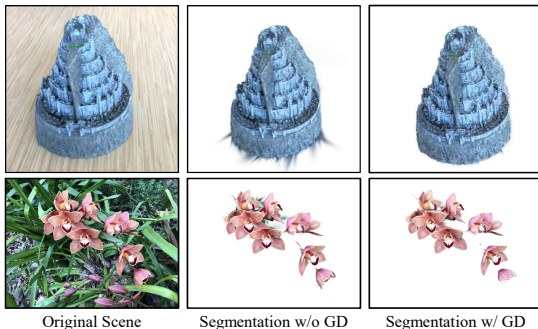 Original Scene
Segmentation w/o GD
Segmentation w/ GD